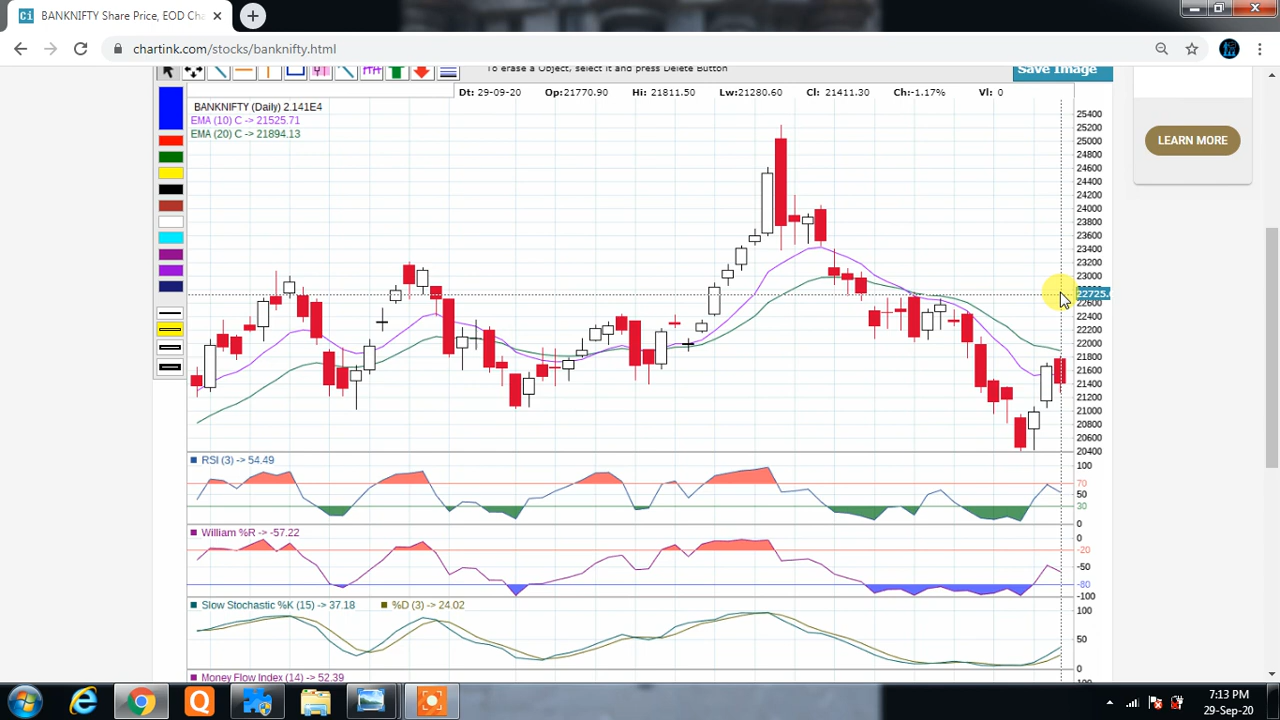 BANKNIFTY Share Price, EOD Cha
chartink.com/stocks/banknifty.html
To erase a Object, select it and press Delete Button
Save Image
Dt: 29-09-20 Op:21770.90 Hi: 21811.50 Lw:21280.60 Cl: 21411.30 Ch:-1.17% Vl: 0
BANKNIFTY (Daily) 2.141E4
EMA (10) C -> 21525.71
EMA (20) C -> 21894.13
LEARN MORE
25400
25200
25000
24800
24600
24400
24200
24000
23800
23600
23400
23200
23000
22600
22400
22200
22000
21800
21600
21400
21200
21000
20800
20600
20400
RSI (3) -> 54.49
100
70
50
30
0
William %R -> -57.22
0
-20
-50
-80
-100
Slow Stochastic %K (15) -> 37.18 %D (3) -> 24.02
100
50
0
Money Flow Index (14) -> 52.39
7:13 PM
29-Sep-20